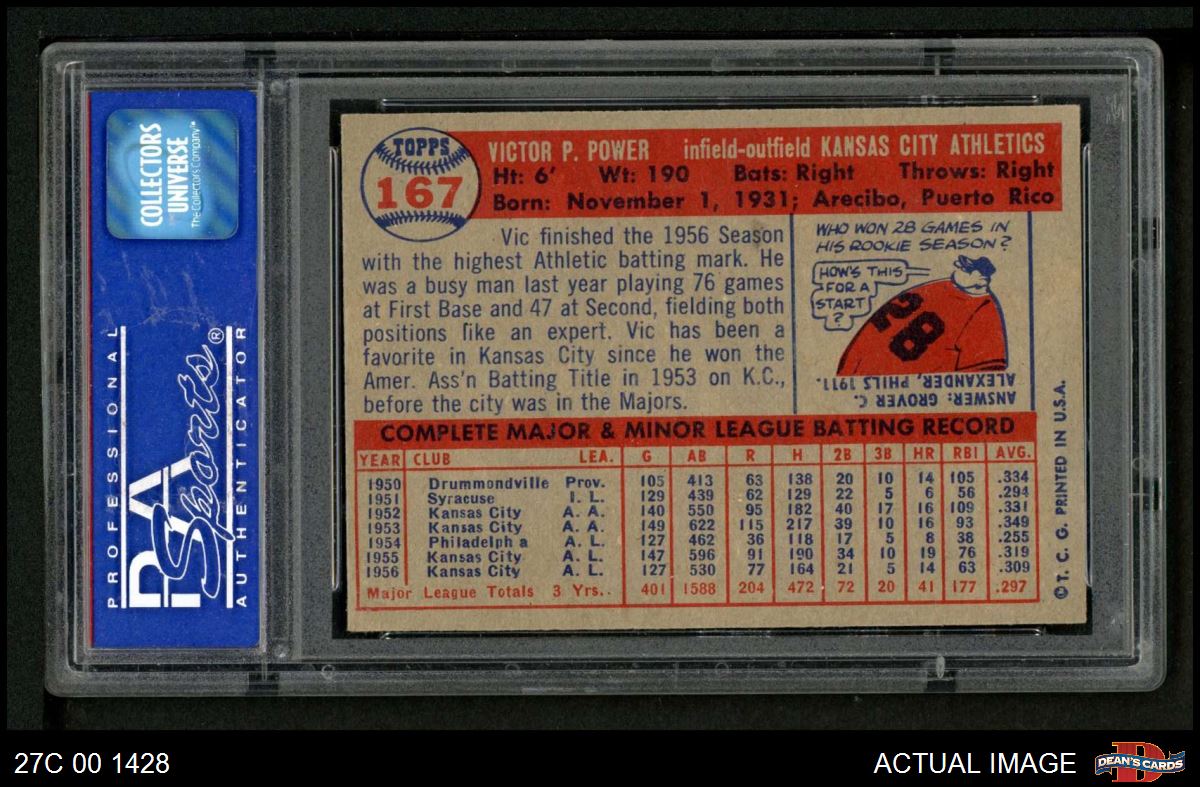 COLLECTORS
UNIVERSE
The Collectors Company™
PROFESSIONAL
PSA
Sports®
AUTHENTICATOR
TOPPS
167
VICTOR P. POWER infield-outfield KANSAS CITY ATHLETICS
Ht: 6' Wt: 190 Bats: Right Throws: Right
Born: November 1, 1931; Arecibo, Puerto Rico
Vic finished the 1956 Season
with the highest Athletic batting mark. He
was a busy man last year playing 76 games
at First Base and 47 at Second, fielding both
positions like an expert. Vic has been a
favorite in Kansas City since he won the
Amer. Ass'n Batting Title in 1953 on K.C.,
before the city was in the Majors.
WHO WON 28 GAMES IN
HIS ROOKIE SEASON?
HOW'S THIS
FOR A
START
?
28
ANSWER: GROVER C.
ALEXANDER, PHILS 1911.
COMPLETE MAJOR & MINOR LEAGUE BATTING RECORD
YEAR CLUB LEA. G AB R H 2B 3B HR RBI AVG.
1950 Drummondville Prov. 105 413 63 138 20 10 14 105 .334
1951 Syracuse I. L. 129 439 62 129 22 5 6 56 .294
1952 Kansas City A. A. 140 550 95 182 40 17 16 109 .331
1953 Kansas City A. A. 149 622 115 217 39 10 16 93 .349
1954 Philadelph a A. L. 127 462 36 118 17 5 8 38 .255
1955 Kansas City A. L. 147 596 91 190 34 10 19 76 .319
1956 Kansas City A. L. 127 530 77 164 21 5 14 63 .309
Major League Totals 3 Yrs.. 401 1588 204 472 72 20 41 177 .297
© T. C. G. PRINTED IN U.S.A.
27C 00 1428
ACTUAL IMAGE
DEAN'S CARDS